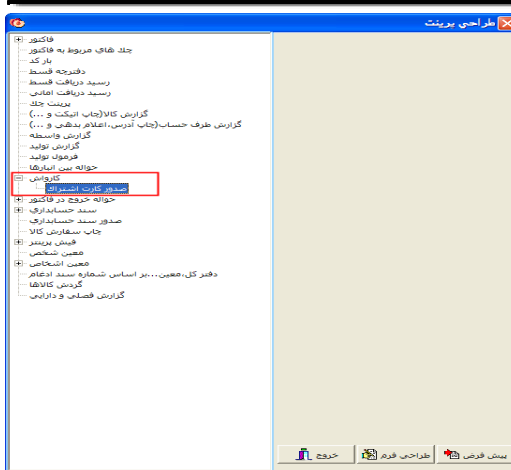 طراحي پرينت
فاكتور
چك هاي مربوط به فاكتور
بار كد
دفترچه قسط
رسيد دريافت قسط
رسيد دريافت اماني
پرينت چك
گزارش كالا(چاپ اتيكت و ...)
گزارش طرف حساب(چاپ آدرس،اعلام بدهي و ...)
گزارش واسطه
گزارش توليد
فرمول توليد
حواله بين انبارها
كارواش
صدور كارت اشتراك
حواله خروج در فاكتور
سند حسابداري
صدور سند حسابداري
چاپ سفارش كالا
فيش پرينتر
معين شخص
معين اشخاص
دفتر كل،معين...بر اساس شماره سند ادغام
گردش كالاها
گزارش فصلي و دارايي
پيش فرض
طراحي فرم
خروج